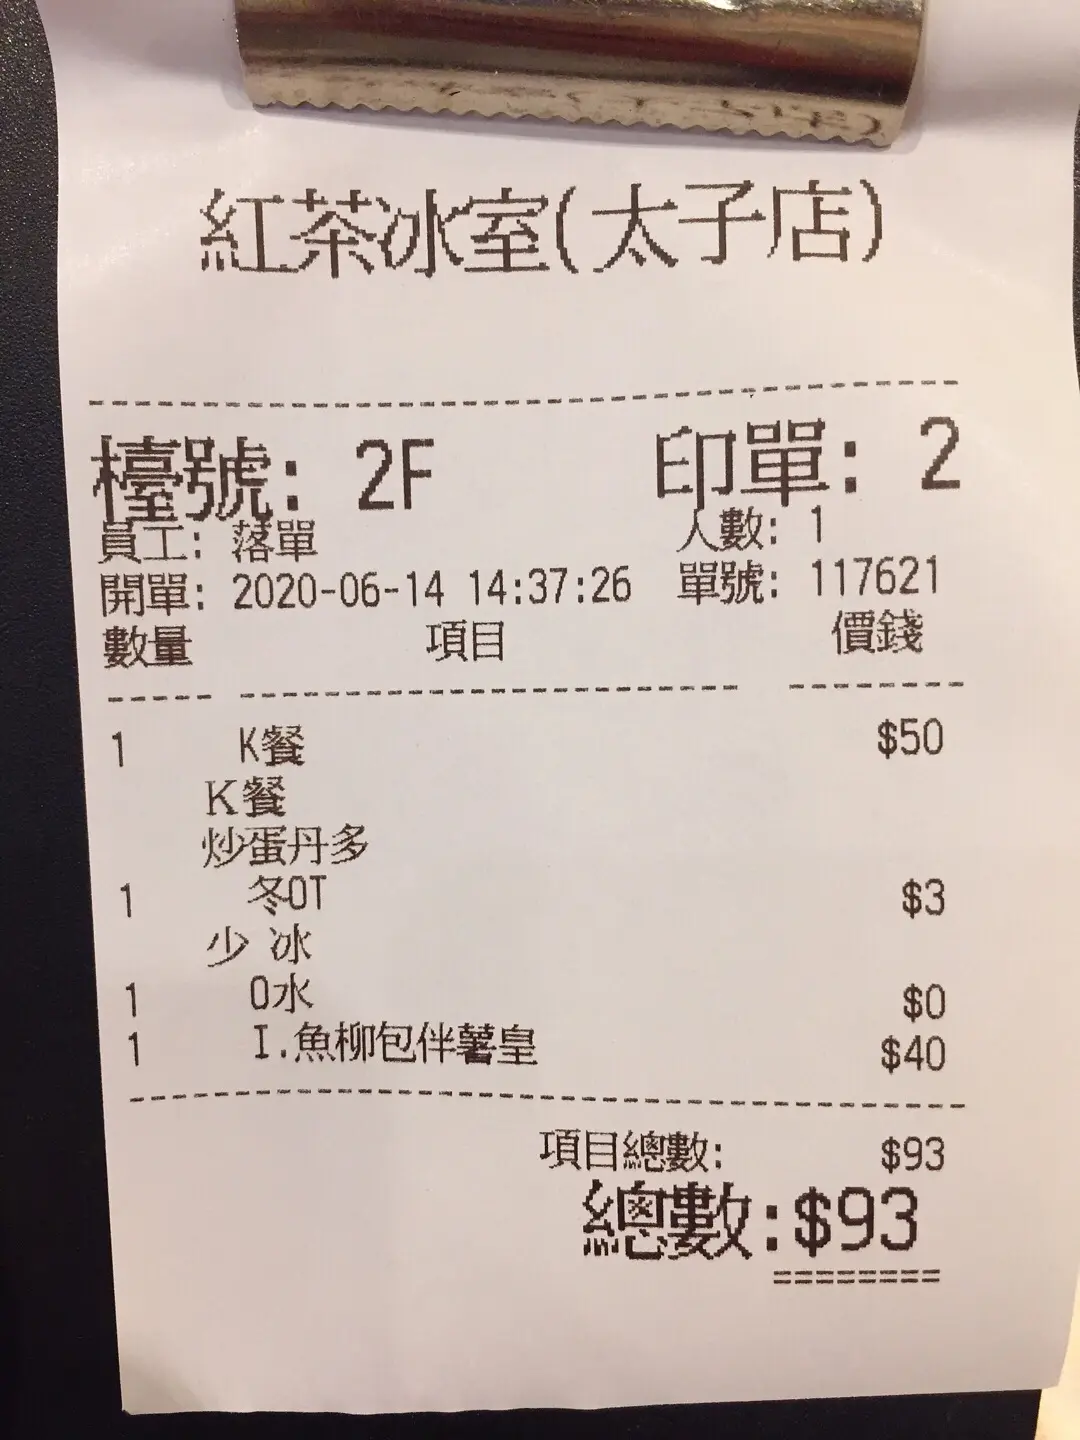 紅茶冰室(太子店)
檯號: 2F 印單: 2
員工: 落單 人數: 1
開單: 2020-06-14 14:37:26 單號: 117621
數量 項目 價錢
1 K餐 $50
K餐
炒蛋丹多
1 冬OT $3
少 冰
1 O水 $0
1 I.魚柳包伴薯皇 $40
項目總數: $93
總數:$93